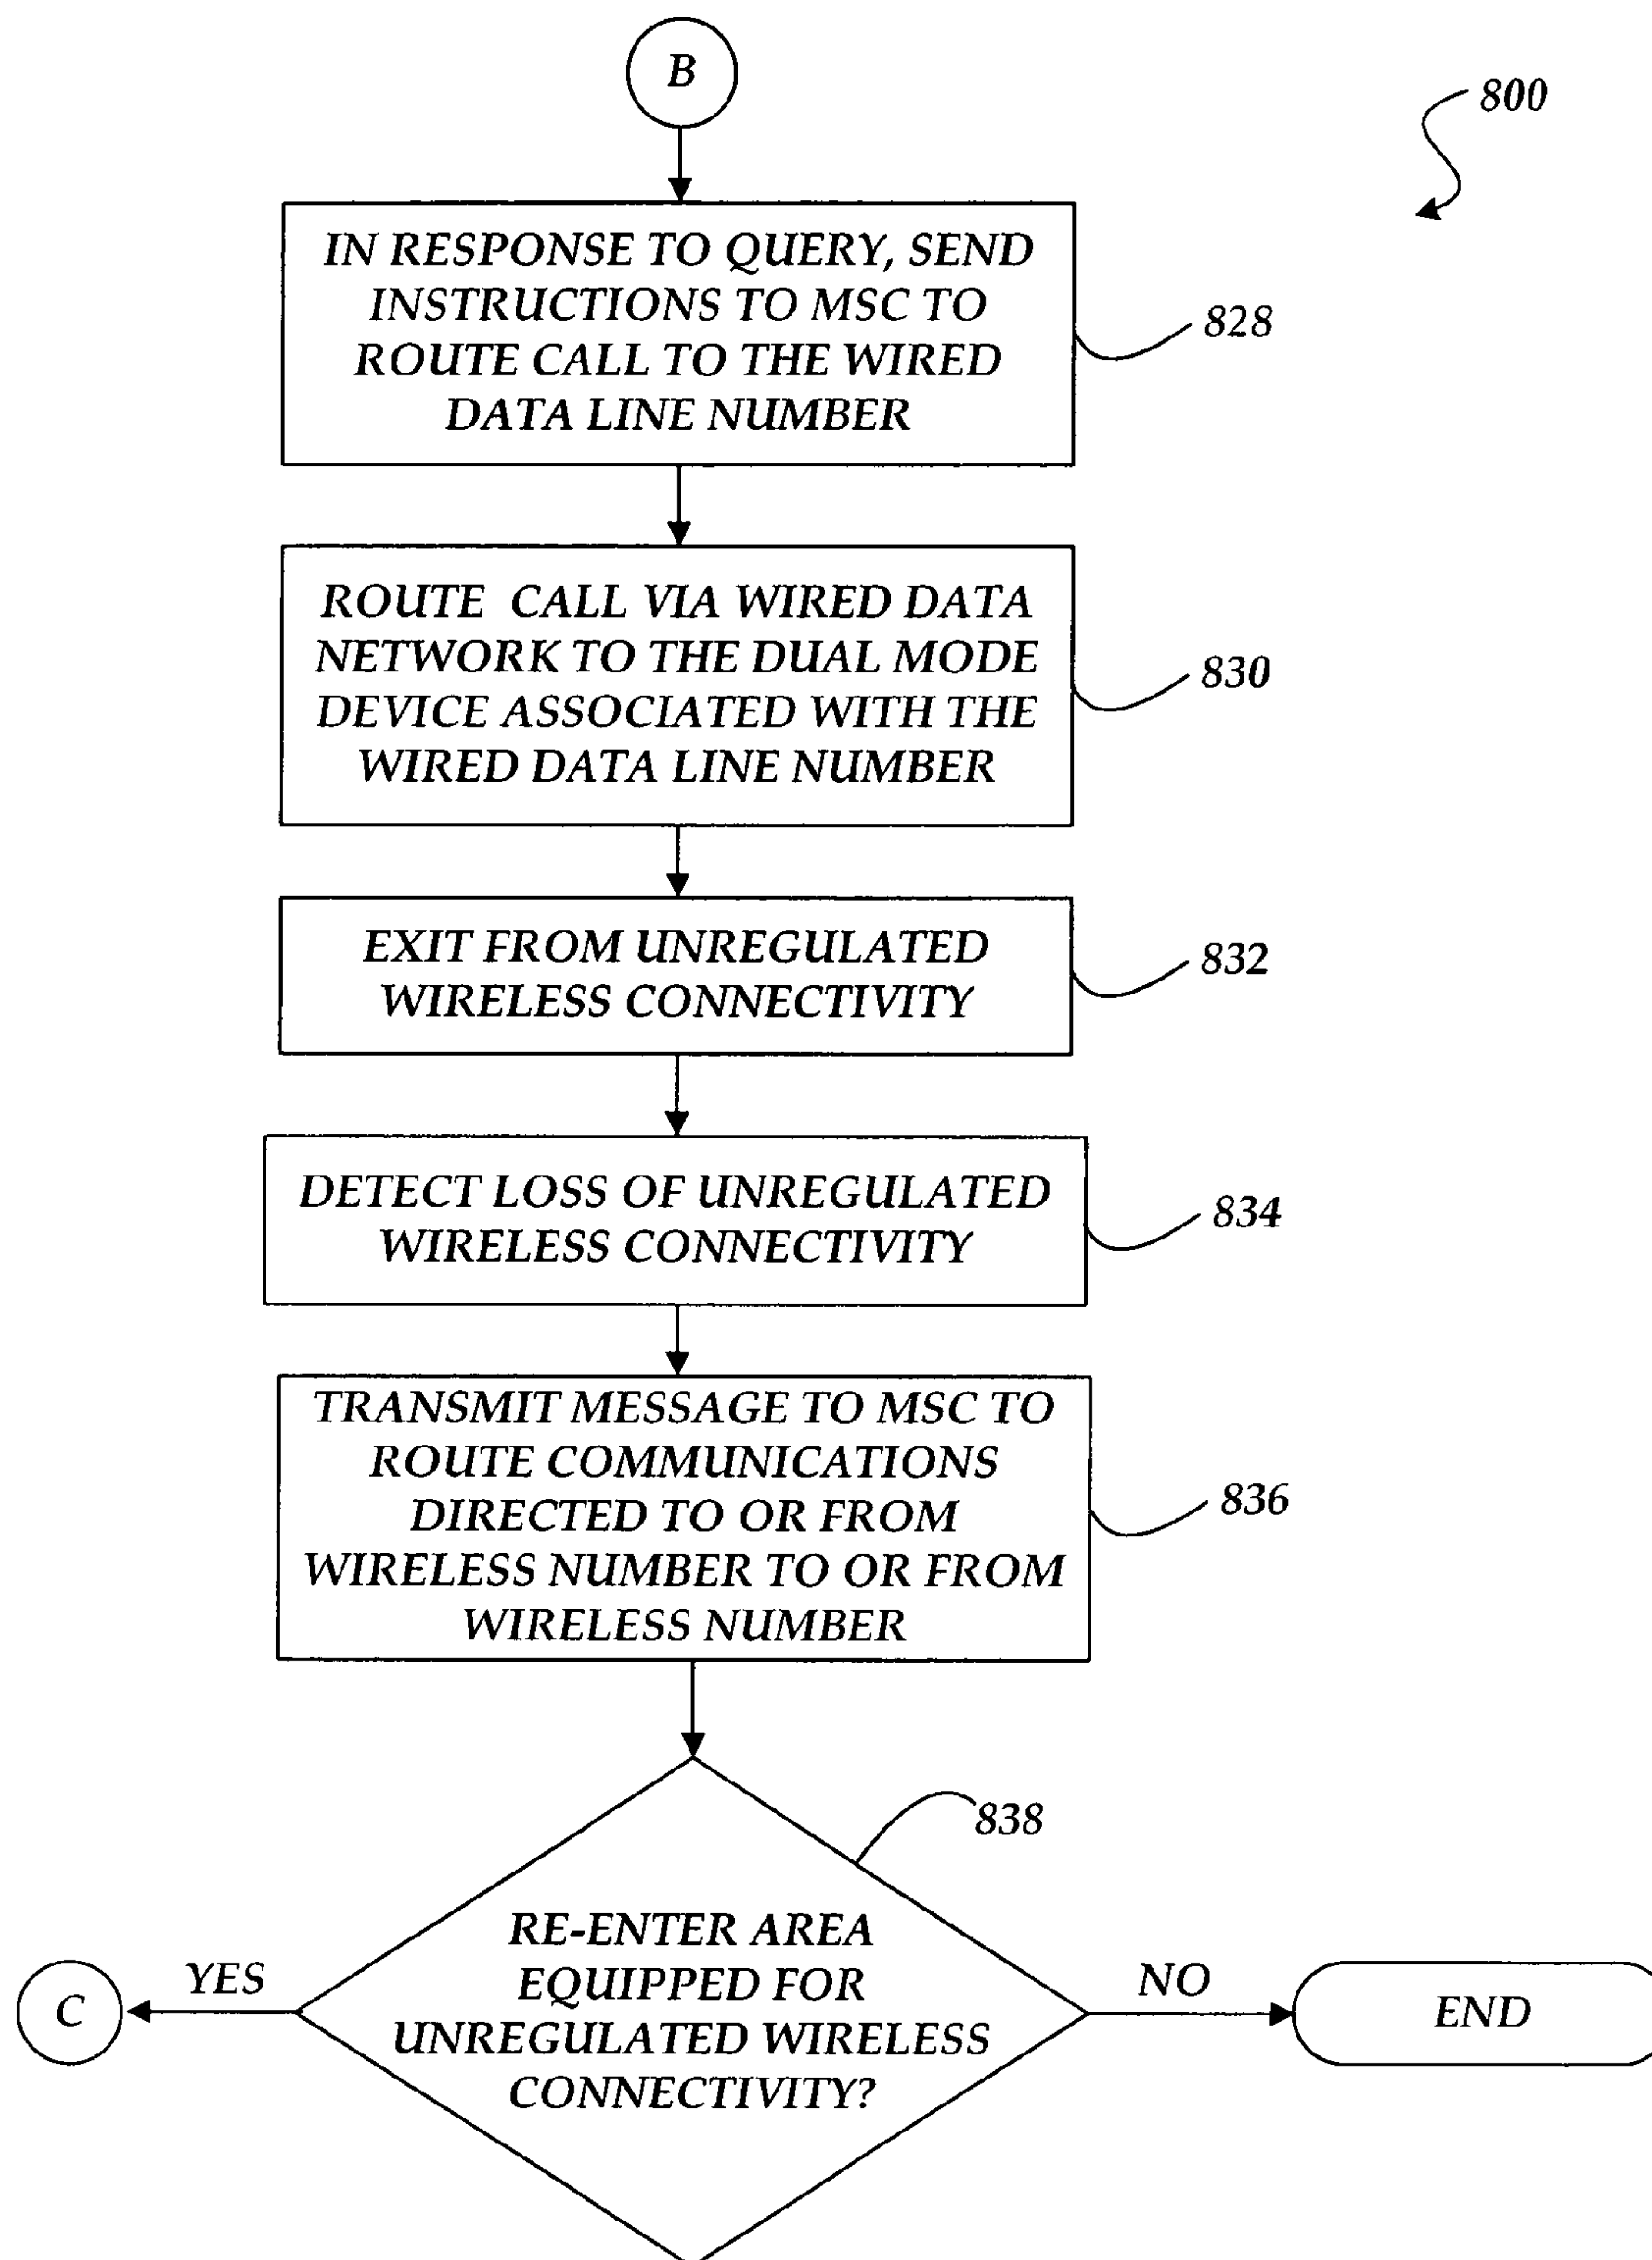 B
800
IN RESPONSE TO QUERY, SEND
INSTRUCTIONS TO MSC TO
ROUTE CALL TO THE WIRED
DATA LINE NUMBER
828
ROUTE CALL VIA WIRED DATA
NETWORK TO THE DUAL MODE
DEVICE ASSOCIATED WITH THE
WIRED DATA LINE NUMBER
830
EXIT FROM UNREGULATED
WIRELESS CONNECTIVITY
832
DETECT LOSS OF UNREGULATED
WIRELESS CONNECTIVITY
834
TRANSMIT MESSAGE TO MSC TO
ROUTE COMMUNICATIONS
DIRECTED TO OR FROM
WIRELESS NUMBER TO OR FROM
WIRELESS NUMBER
836
838
RE-ENTER AREA
EQUIPPED FOR
UNREGULATED WIRELESS
CONNECTIVITY?
YES
C
NO
END